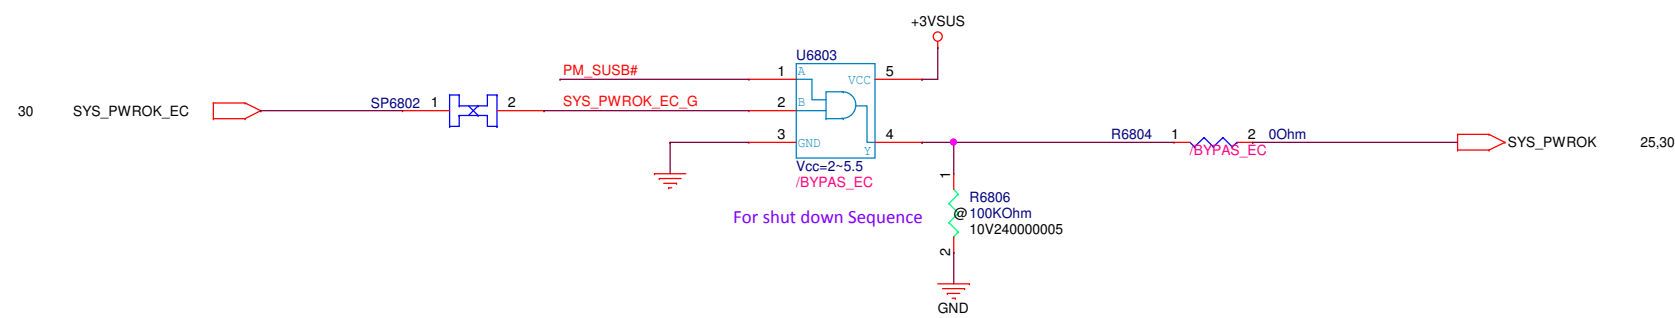 +3VSUS
U6803
PM_SUSB#
1
A
VCC
5
30
SYS_PWROK_EC
SP6802
1
2
SYS_PWROK_EC_G
2
B
3
GND
Y
4
R6804
1
2
0Ohm
/BYPAS_EC
SYS_PWROK
25,30
Vcc=2~5.5
/BYPAS_EC
1
R6806
@
100KOhm
10V240000005
For shut down Sequence
2
GND